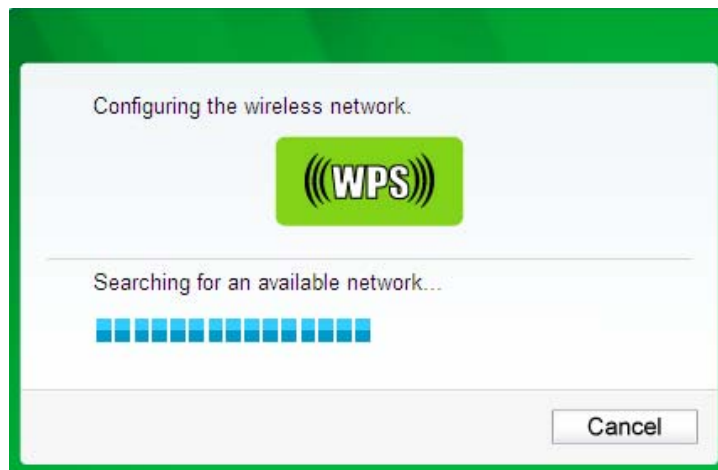 Configuring the wireless network.
(((WPS)))
Searching for an available network...
Cancel